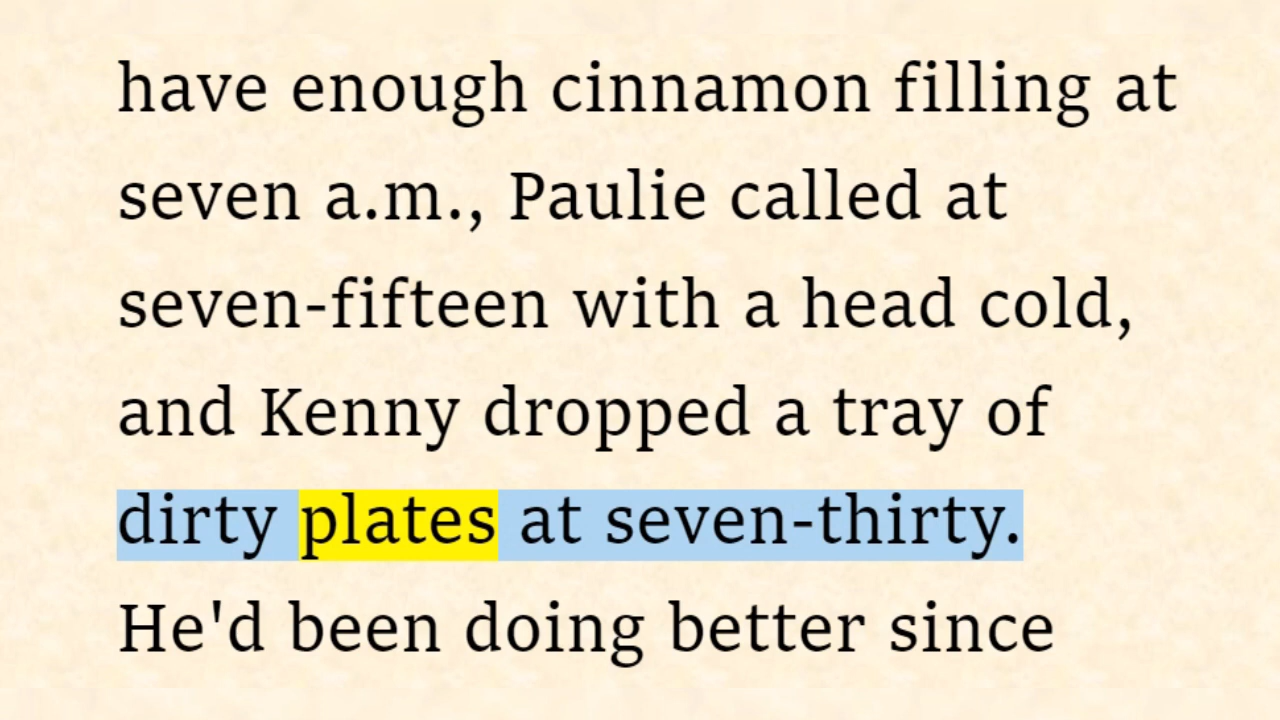 have enough cinnamon filling at
seven a.m., Paulie called at
seven-fifteen with a head cold,
and Kenny dropped a tray of
dirty plates at seven-thirty.
He'd been doing better since